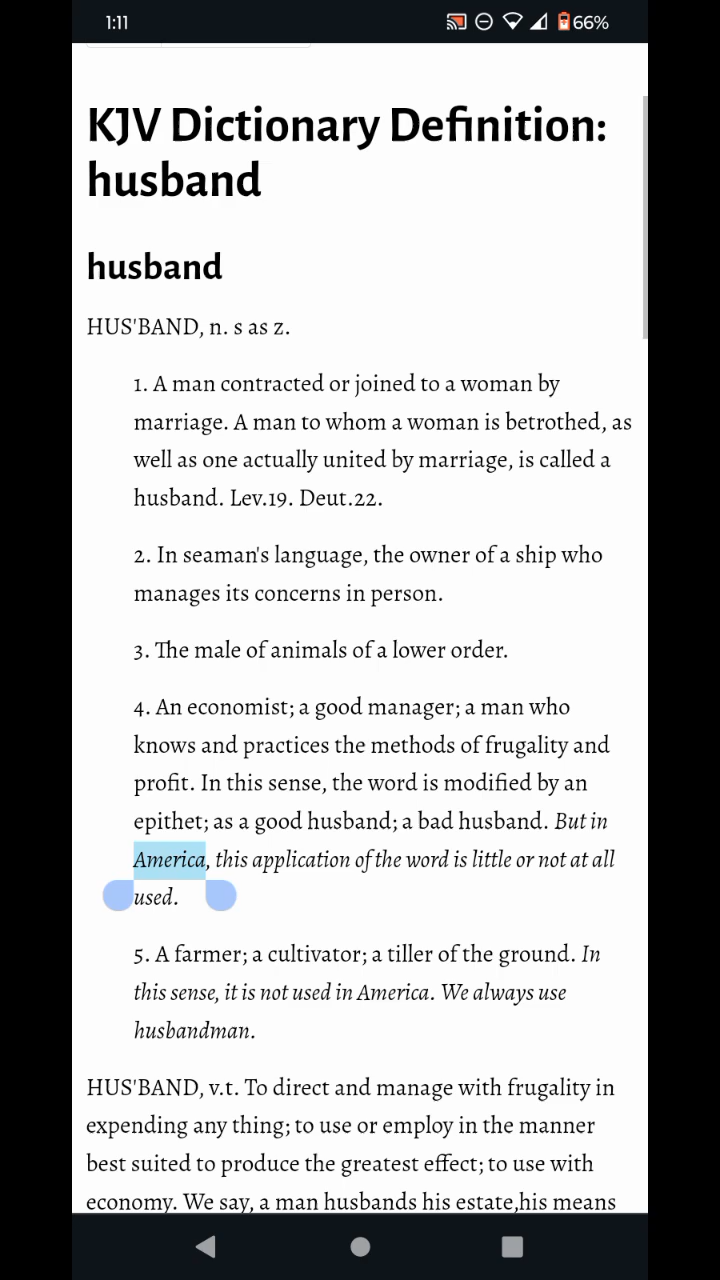 1:11
66%
KJV Dictionary Definition:
husband
husband
HUS'BAND, n. s as z.
1. A man contracted or joined to a woman by
marriage. A man to whom a woman is betrothed, as
well as one actually united by marriage, is called a
husband. Lev.19. Deut.22.
2. In seaman's language, the owner of a ship who
manages its concerns in person.
3. The male of animals of a lower order.
4. An economist; a good manager; a man who
knows and practices the methods of frugality and
profit. In this sense, the word is modified by an
epithet; as a good husband; a bad husband. But in
America, this application of the word is little or not at all
used.
5. A farmer; a cultivator; a tiller of the ground. In
this sense, it is not used in America. We always use
husbandman.
HUS'BAND, v.t. To direct and manage with frugality in
expending any thing; to use or employ in the manner
best suited to produce the greatest effect; to use with
economy. We say, a man husbands his estate,his means